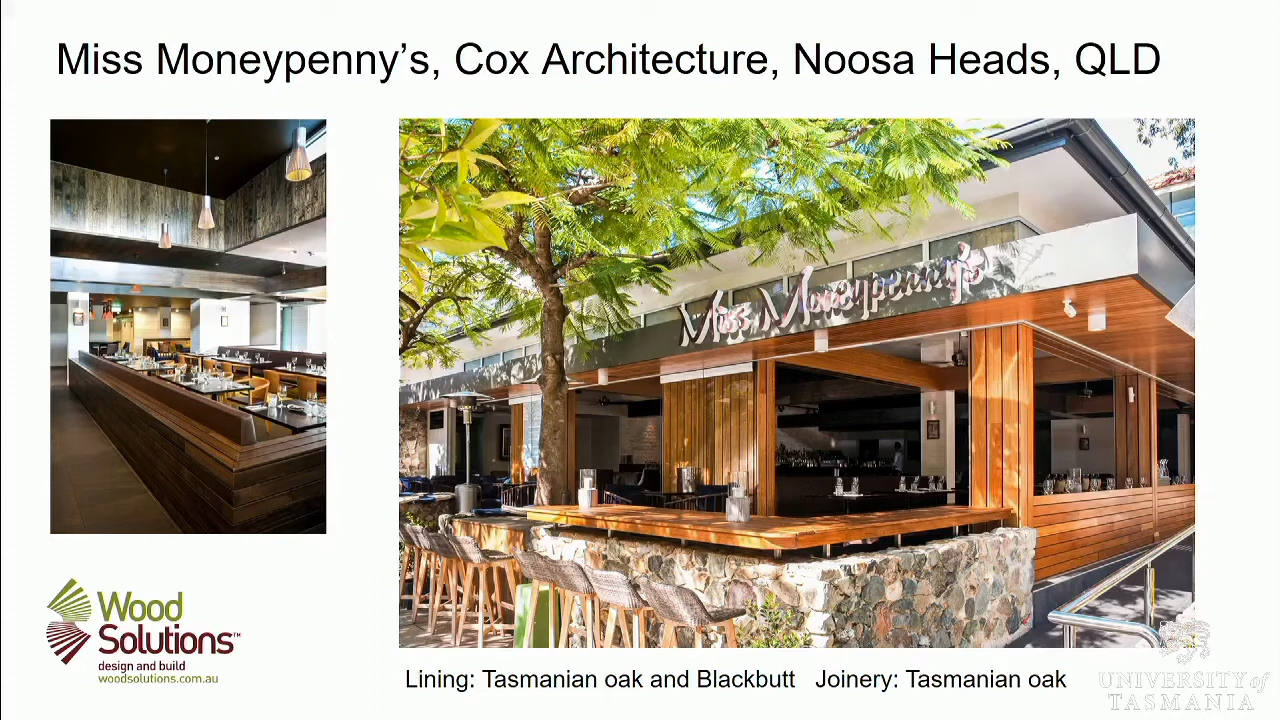 Miss Moneypenny's, Cox Architecture, Noosa Heads, QLD
Miss Moneypenny's
Wood
Solutions™
design and build
woodsolutions.com.au
Lining: Tasmanian oak and Blackbutt Joinery: Tasmanian oak
UNIVERSITY of
TASMANIA